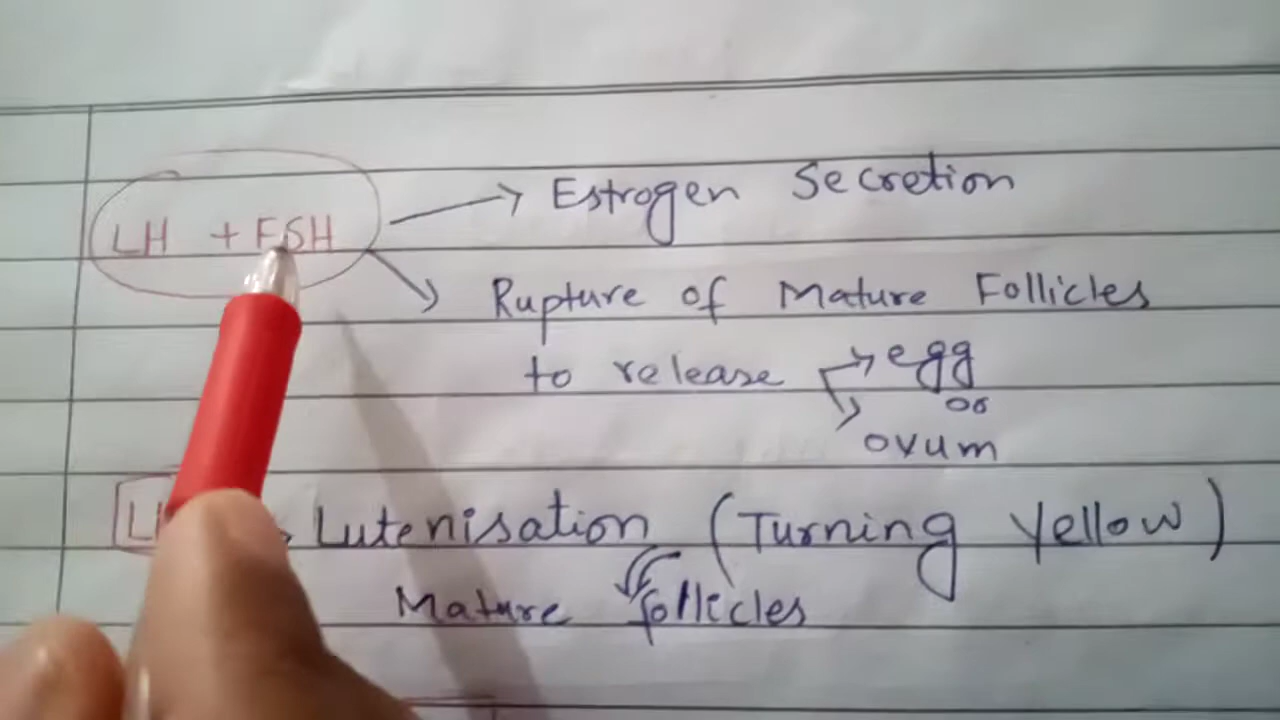 LH + FSH → Estrogen Secretion
→ Rupture of Mature Follicles
to release → egg
or
→ ovum
Lutenisation (Turning Yellow)
Mature follicles